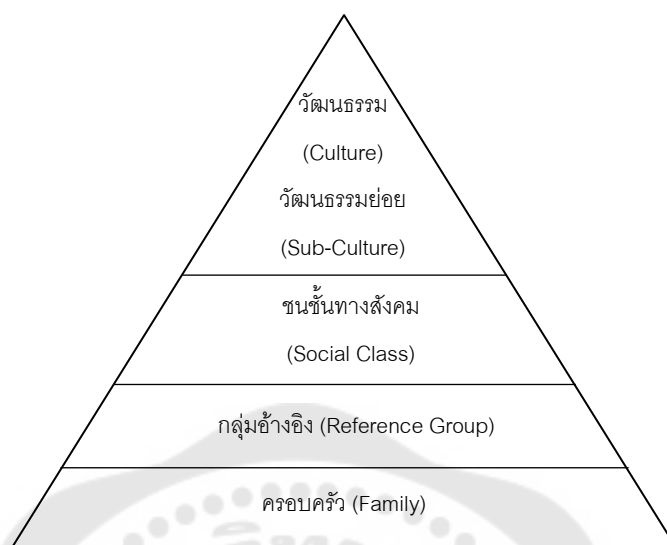 วัฒนธรรม
(Culture)
วัฒนธรรมย่อย
(Sub-Culture)
ชนชั้นทางสังคม
(Social Class)
กลุ่มอ้างอิง (Reference Group)
ครอบครัว (Family)